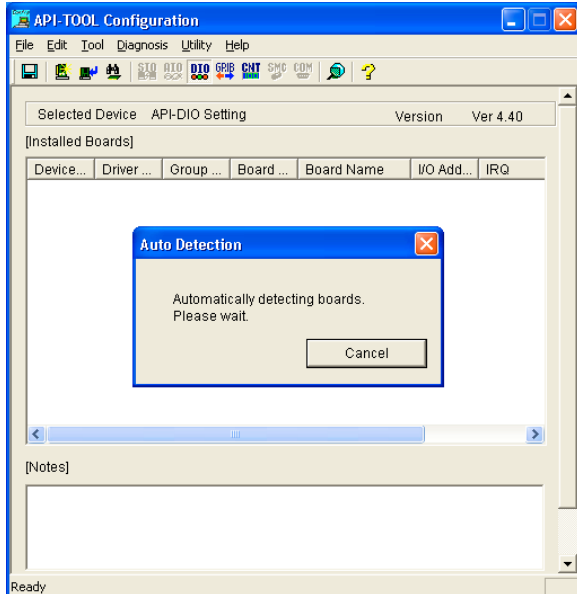 API-TOOL Configuration
File Edit Tool Diagnosis Utility Help
SIO AIO DIO GPIB CNT SMC COM
Selected Device API-DIO Setting Version Ver 4.40
[Installed Boards]
Device... Driver ... Group ... Board ... Board Name I/O Add... IRQ
Auto Detection
Automatically detecting boards.
Please wait.
Cancel
[Notes]
Ready